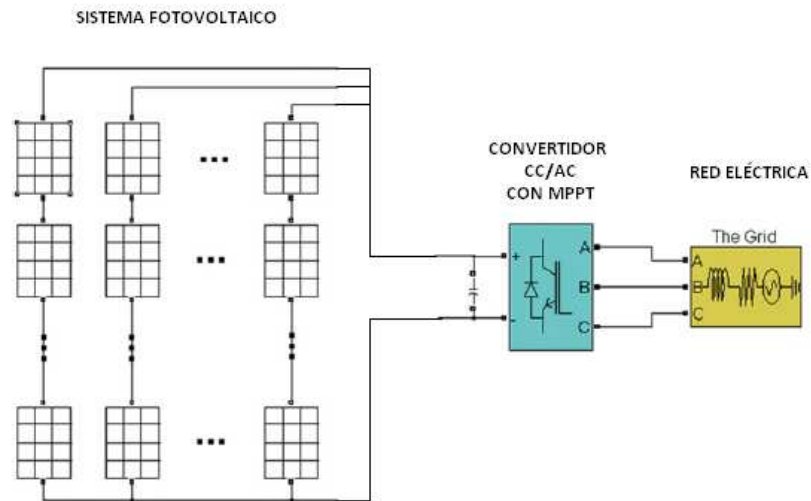 SISTEMA FOTOVOLTAICO
CONVERTIDOR
CC/AC
CON MPPT
RED ELÉCTRICA
The Grid
+
-
A
B
C
A
B
C